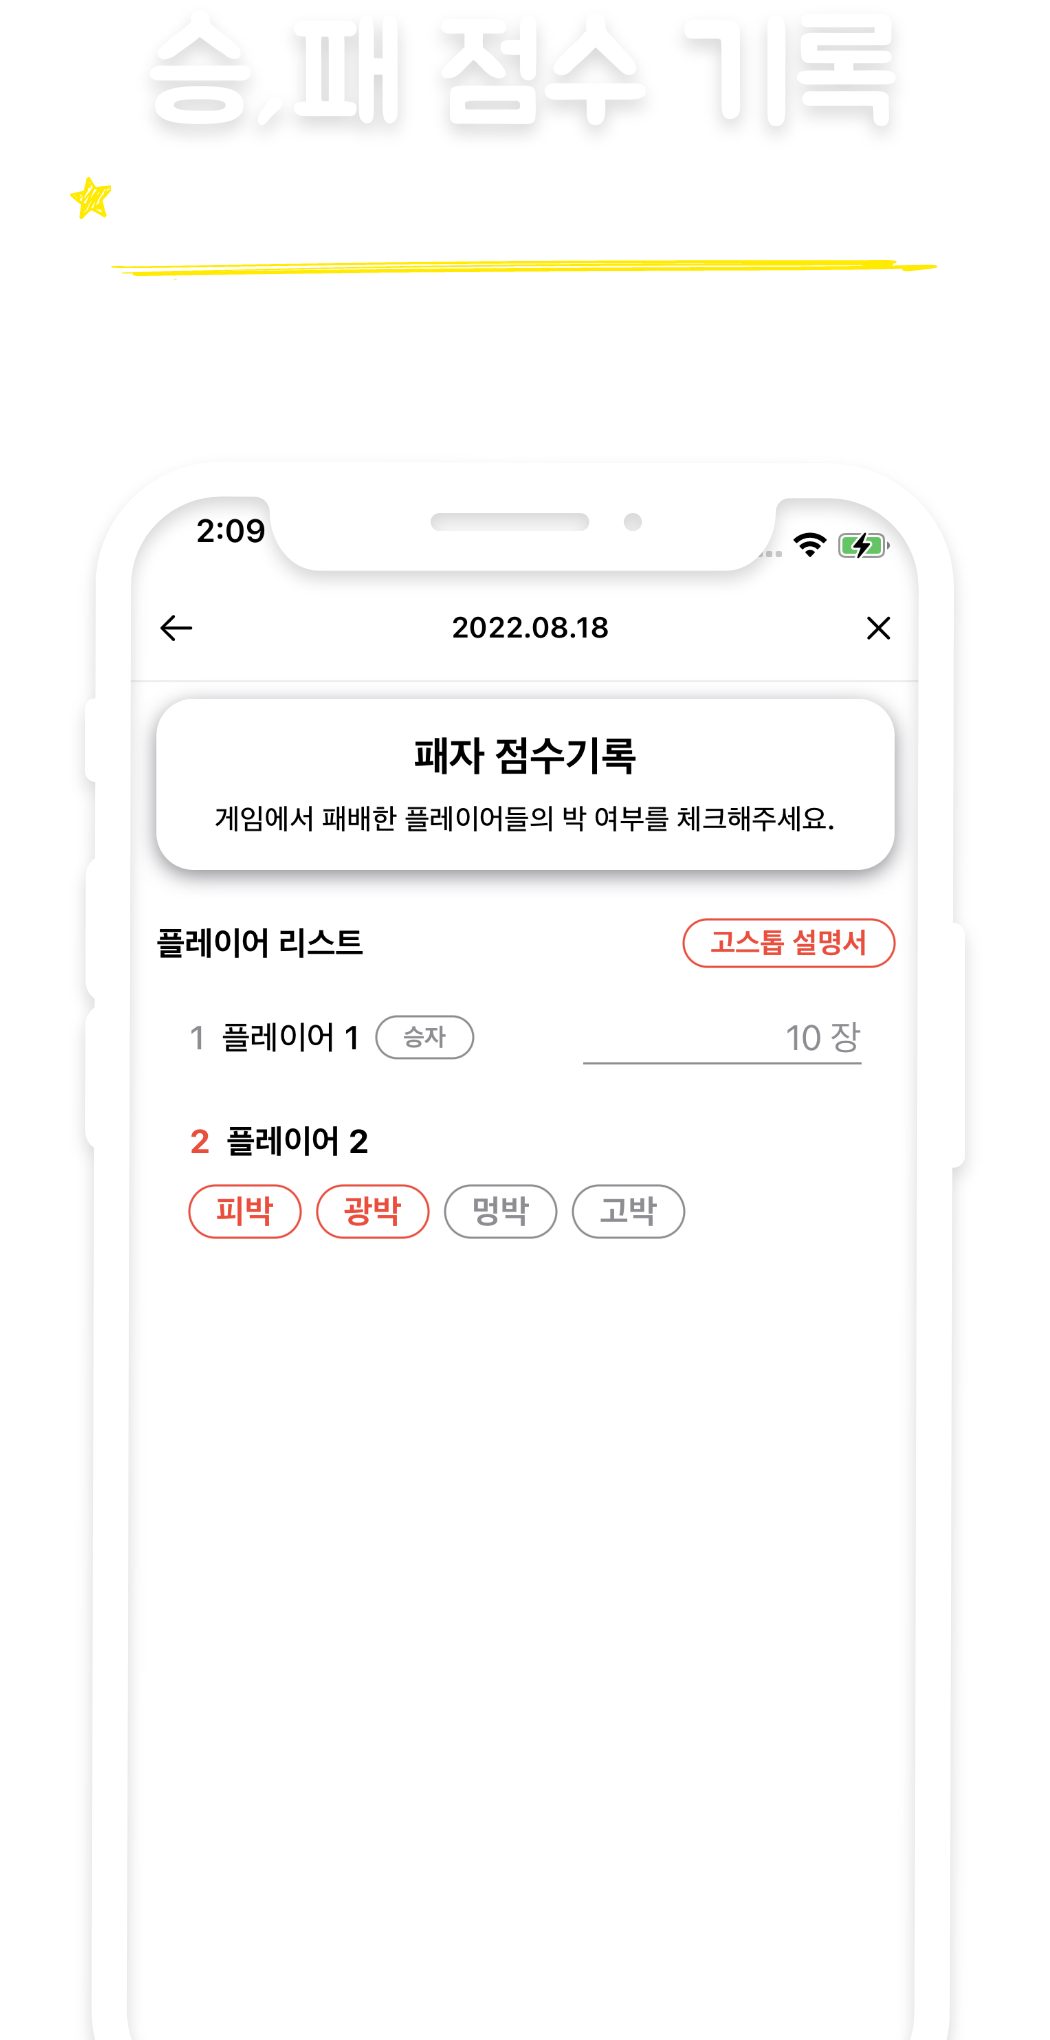 승,패 점수 기록
2:09
2022.08.18
패자 점수기록
게임에서 패배한 플레이어들의 박 여부를 체크해주세요.
플레이어 리스트 고스톱 설명서
1 플레이어 1 승자 10 장
2 플레이어 2
피박 광박 멍박 고박